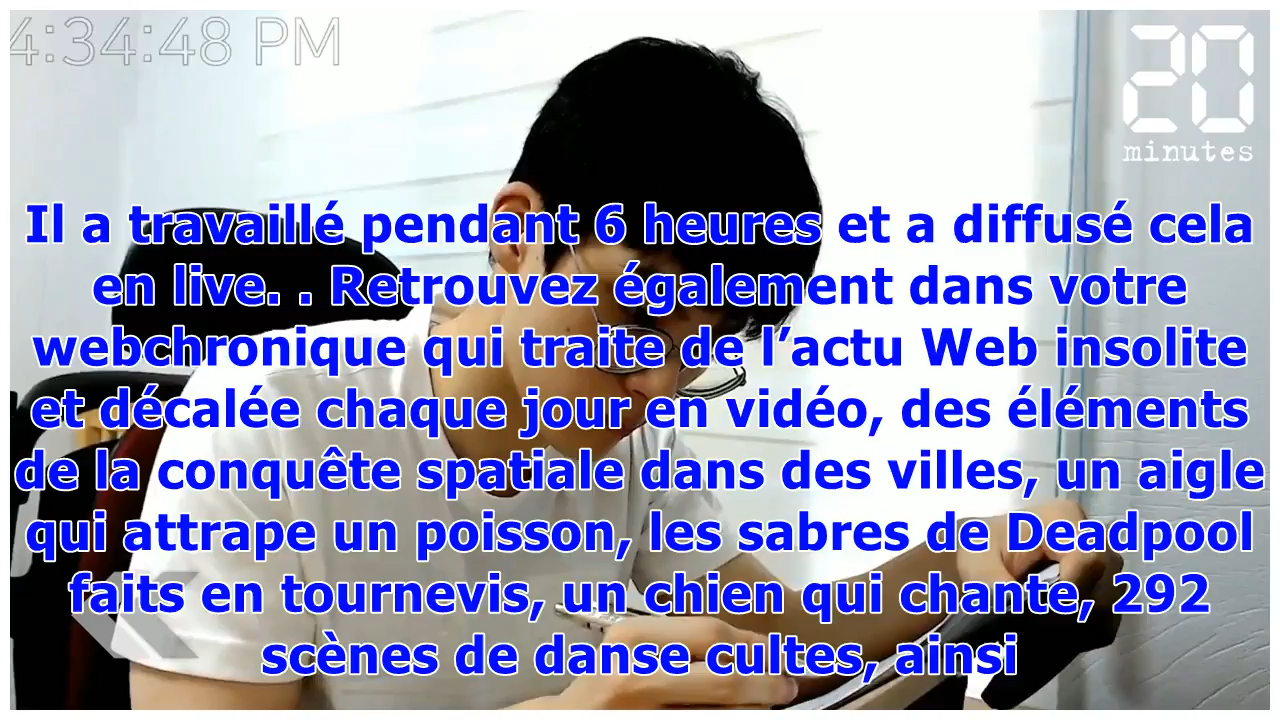 4:34:48 PM
20
minutes
Il a travaillé pendant 6 heures et a diffusé cela
en live. . Retrouvez également dans votre
webchronique qui traite de l’actu Web insolite
et décalée chaque jour en vidéo, des éléments
de la conquête spatiale dans des villes, un aigle
qui attrape un poisson, les sabres de Deadpool
faits en tournevis, un chien qui chante, 292
scènes de danse cultes, ainsi